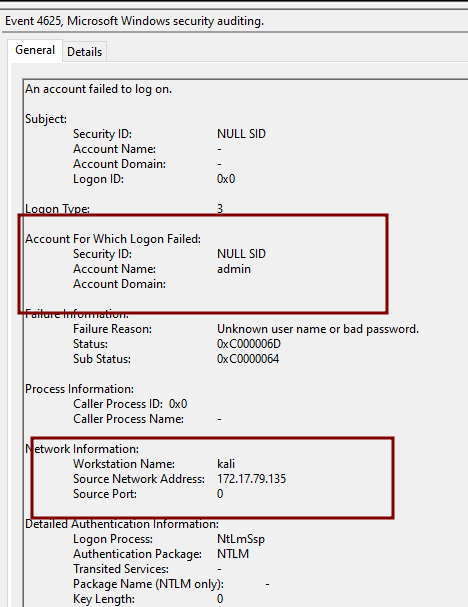 Event 4625, Microsoft Windows security auditing.
General Details
An account failed to log on.
Subject:
Security ID: NULL SID
Account Name: -
Account Domain: -
Logon ID: 0x0
Logon Type: 3
Account For Which Logon Failed:
Security ID: NULL SID
Account Name: admin
Account Domain:
Failure Information:
Failure Reason: Unknown user name or bad password.
Status: 0xC000006D
Sub Status: 0xC0000064
Process Information:
Caller Process ID: 0x0
Caller Process Name: -
Network Information:
Workstation Name: kali
Source Network Address: 172.17.79.135
Source Port: 0
Detailed Authentication Information:
Logon Process: NtLmSsp
Authentication Package: NTLM
Transited Services: -
Package Name (NTLM only): -
Key Length: 0